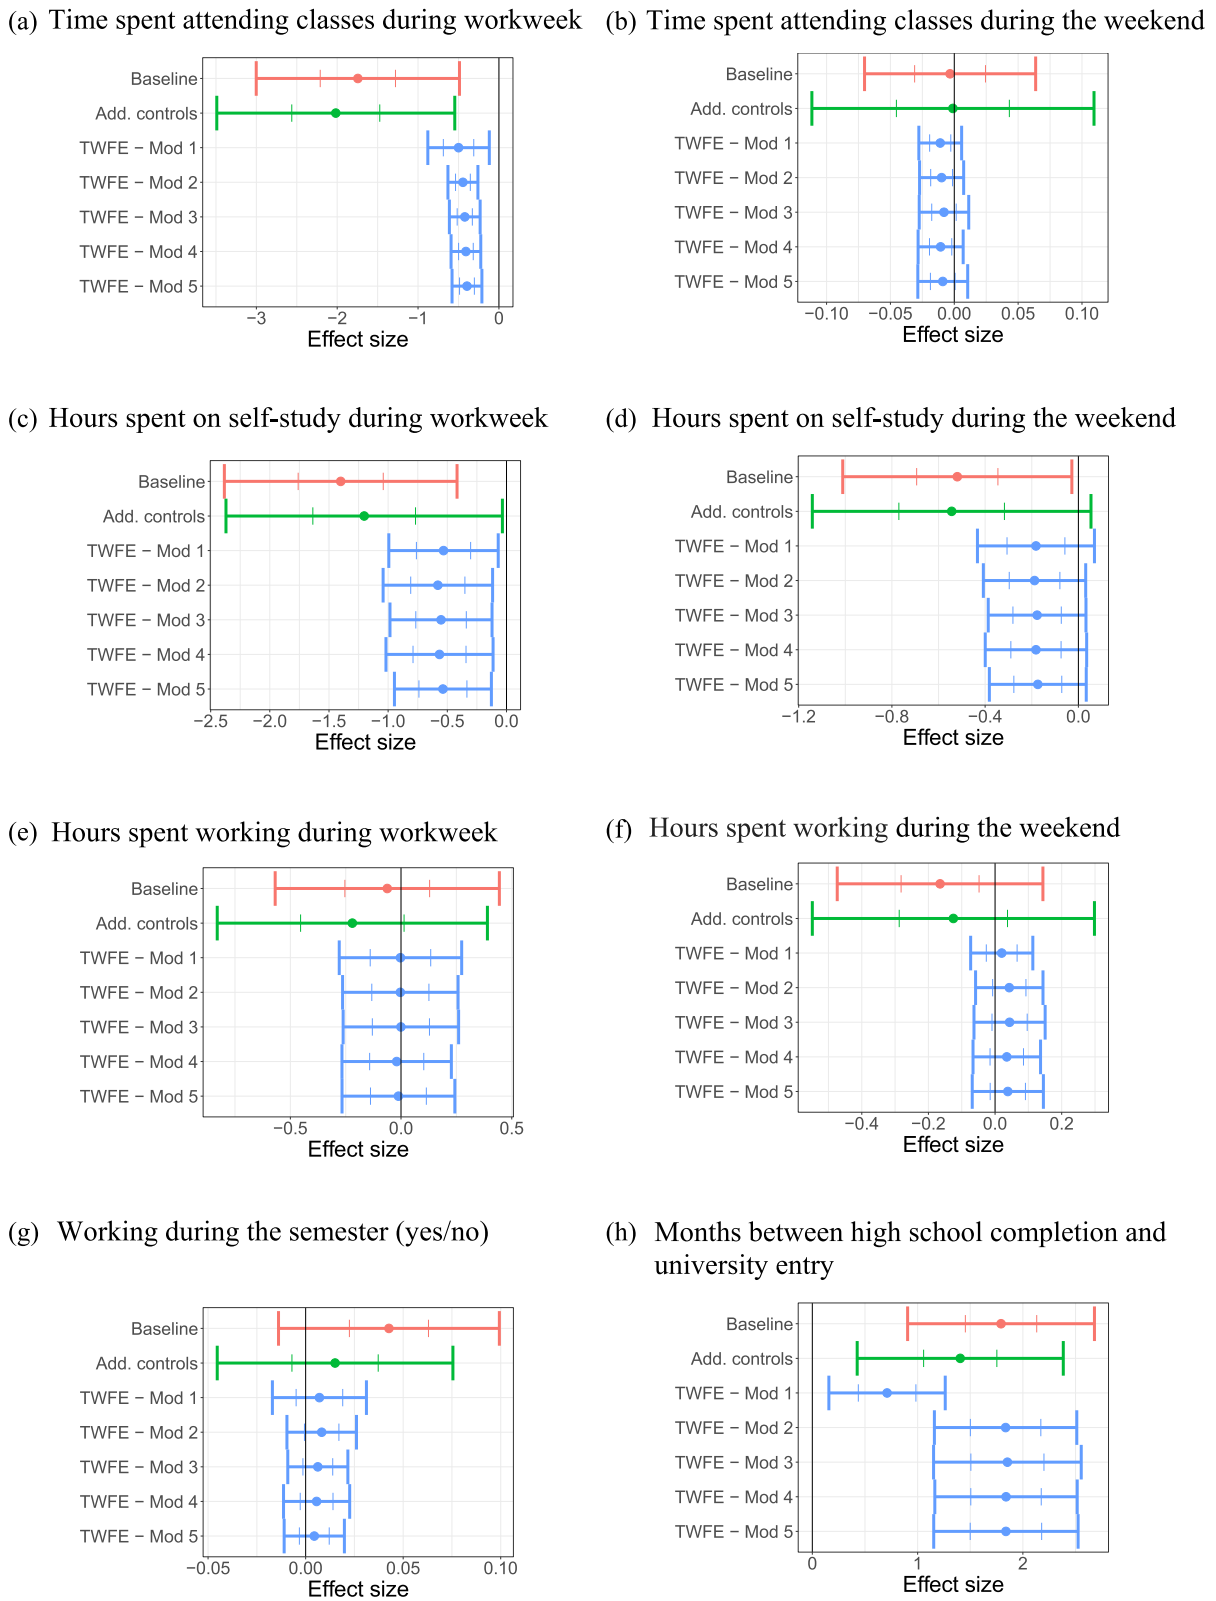 (a) Time spent attending classes during workweek
Baseline
Add. controls
TWFE − Mod 1
TWFE − Mod 2
TWFE − Mod 3
TWFE − Mod 4
TWFE − Mod 5
−3 −2 −1 0
Effect size
(b) Time spent attending classes during the weekend
Baseline
Add. controls
TWFE − Mod 1
TWFE − Mod 2
TWFE − Mod 3
TWFE − Mod 4
TWFE − Mod 5
−0.10 −0.05 0.00 0.05 0.10
Effect size
(c) Hours spent on self-study during workweek
Baseline
Add. controls
TWFE − Mod 1
TWFE − Mod 2
TWFE − Mod 3
TWFE − Mod 4
TWFE − Mod 5
−2.5 −2.0 −1.5 −1.0 −0.5 0.0
Effect size
(d) Hours spent on self-study during the weekend
Baseline
Add. controls
TWFE − Mod 1
TWFE − Mod 2
TWFE − Mod 3
TWFE − Mod 4
TWFE − Mod 5
−1.2 −0.8 −0.4 0.0
Effect size
(e) Hours spent working during workweek
Baseline
Add. controls
TWFE − Mod 1
TWFE − Mod 2
TWFE − Mod 3
TWFE − Mod 4
TWFE − Mod 5
−0.5 0.0 0.5
Effect size
(f) Hours spent working during the weekend
Baseline
Add. controls
TWFE − Mod 1
TWFE − Mod 2
TWFE − Mod 3
TWFE − Mod 4
TWFE − Mod 5
−0.4 −0.2 0.0 0.2
Effect size
(g) Working during the semester (yes/no)
Baseline
Add. controls
TWFE − Mod 1
TWFE − Mod 2
TWFE − Mod 3
TWFE − Mod 4
TWFE − Mod 5
−0.05 0.00 0.05 0.10
Effect size
(h) Months between high school completion and
university entry
Baseline
Add. controls
TWFE − Mod 1
TWFE − Mod 2
TWFE − Mod 3
TWFE − Mod 4
TWFE − Mod 5
0 1 2
Effect size